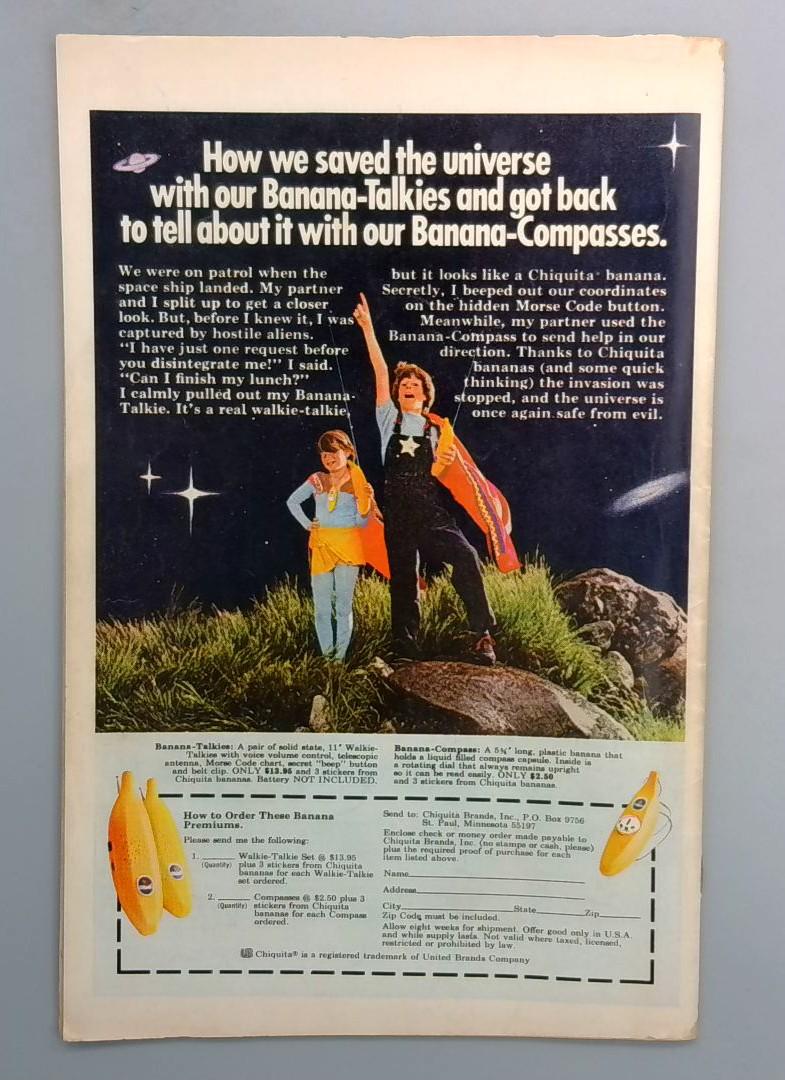 How we saved the universe
with our Banana-Talkies and got back
to tell about it with our Banana-Compasses.
We were on patrol when the
space ship landed. My partner
and I split up to get a closer
look. But, before I knew it, I was
captured by hostile aliens.
"I have just one request before
you disintegrate me!" I said.
"Can I finish my lunch?"
I calmly pulled out my Banana-
Talkie. It's a real walkie-talkie,
but it looks like a Chiquita® banana.
Secretly, I beeped out our coordinates
on the hidden Morse Code button.
Meanwhile, my partner used the
Banana-Compass to send help in our
direction. Thanks to Chiquita
bananas (and some quick
thinking) the invasion was
stopped, and the universe is
once again safe from evil.
Banana-Talkies: A pair of solid state, 11" Walkie-
Talkies with voice volume control, telescopic
antenna, Morse Code chart, secret "beep" button
and belt clip. ONLY $13.95 and 3 stickers from
Chiquita bananas. Battery NOT INCLUDED.
Banana-Compass: A 5¾" long, plastic banana that
holds a liquid filled compass capsule. Inside is
a rotating dial that always remains upright
so it can be read easily. ONLY $2.50
and 3 stickers from Chiquita bananas.
How to Order These Banana
Premiums.
Please send me the following:
1. ______ Walkie-Talkie Set @ $13.95
(Quantity) plus 3 stickers from Chiquita
bananas for each Walkie-Talkie
set ordered.
2. ______ Compasses @ $2.50 plus 3
(Quantity) stickers from Chiquita
bananas for each Compass
ordered.
Send to: Chiquita Brands, Inc., P.O. Box 9756
St. Paul, Minnesota 55197
Enclose check or money order made payable to
Chiquita Brands, Inc. (no stamps or cash, please)
plus the required proof of purchase for each
item listed above.
Name
Address
City State Zip
Zip Code must be included.
Allow eight weeks for shipment. Offer good only in U.S.A.
and while supply lasts. Not valid where taxed, licensed,
restricted or prohibited by law.
Chiquita® is a registered trademark of United Brands Company